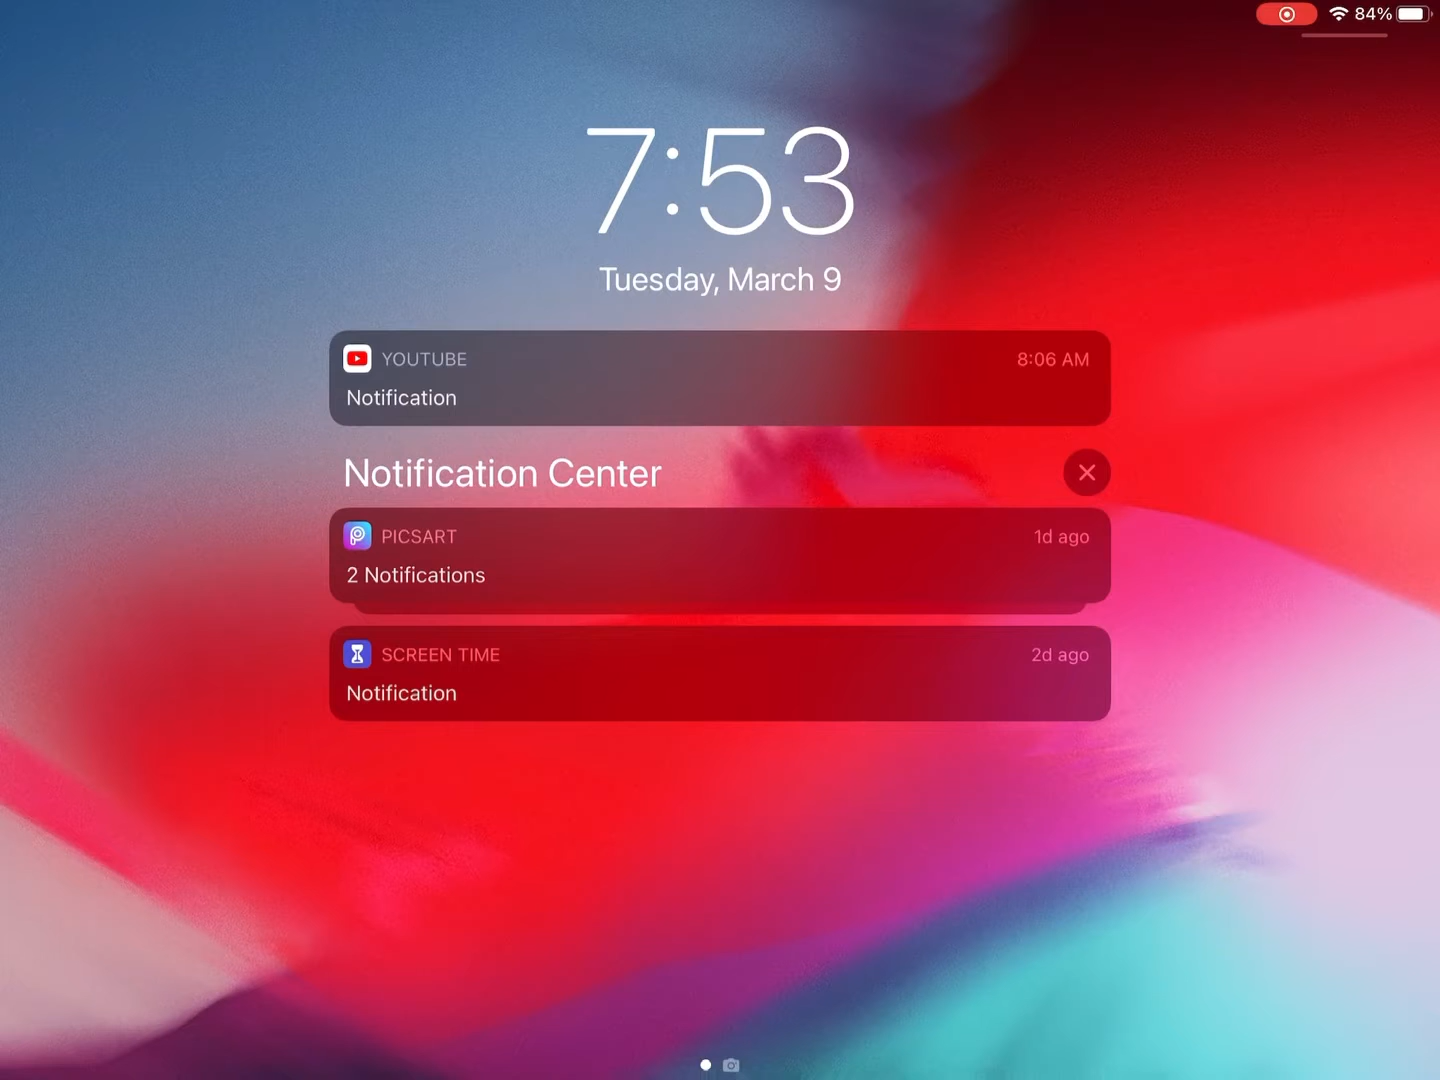 84%
7:53
Tuesday, March 9
YOUTUBE 8:06 AM
Notification
Notification Center
PICSART 1d ago
2 Notifications
SCREEN TIME 2d ago
Notification